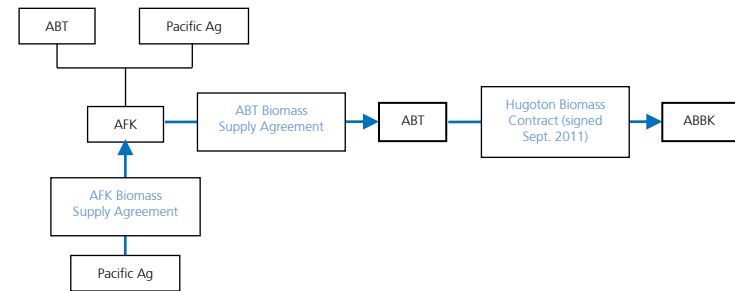 ABT
Pacific Ag
AFK
ABT Biomass
Supply Agreement
ABT
Hugoton Biomass
Contract (signed
Sept. 2011)
ABBK
AFK Biomass
Supply Agreement
Pacific Ag